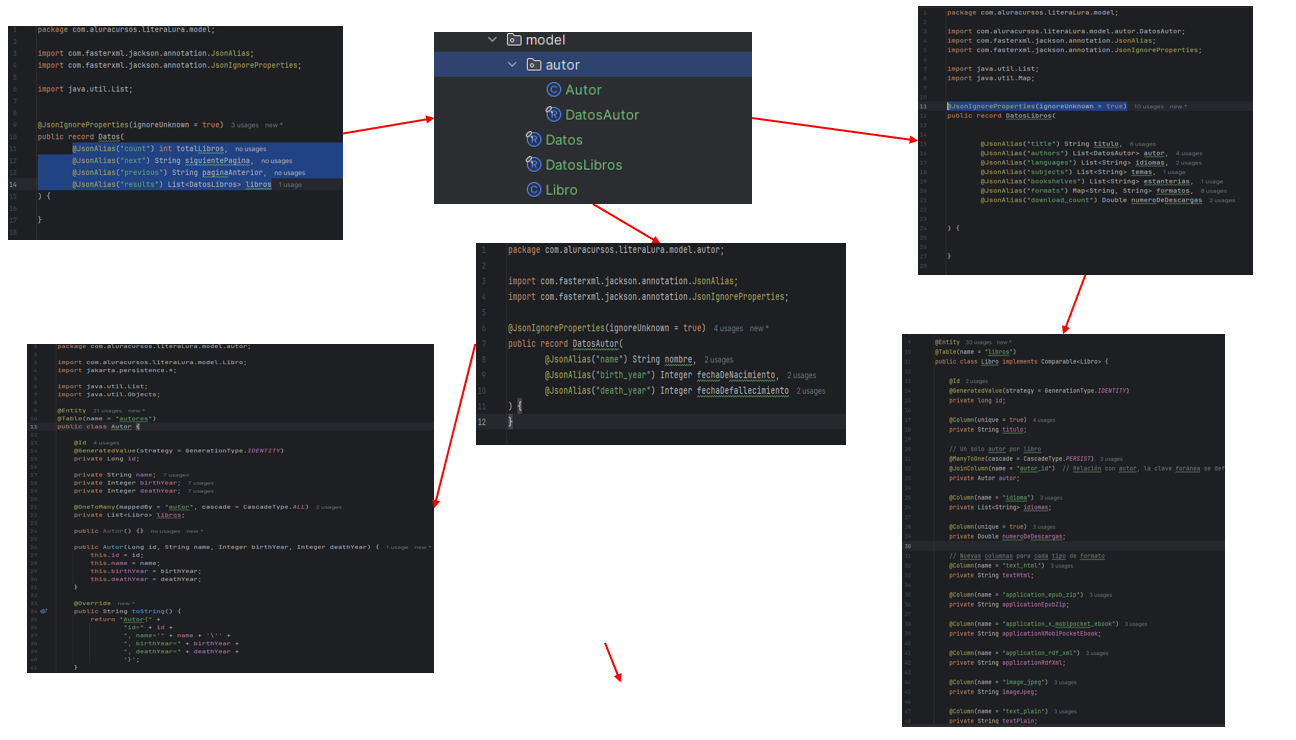 package com.aluracursos.literaLura.model;
import com.fasterxml.jackson.annotation.JsonAlias;
import com.fasterxml.jackson.annotation.JsonIgnoreProperties;
import java.util.List;
@JsonIgnoreProperties(ignoreUnknown = true) 3 usages new *
public record Datos(
@JsonAlias("count") int totalLibros, no usages
@JsonAlias("next") String siguientePagina, no usages
@JsonAlias("previous") String paginaAnterior, no usages
@JsonAlias("results") List<DatosLibros> libros 1 usage
) {
}
model
autor
Autor
DatosAutor
Datos
DatosLibros
Libro
package com.aluracursos.literaLura.model;
import com.aluracursos.literaLura.model.autor.DatosAutor;
import com.fasterxml.jackson.annotation.JsonAlias;
import com.fasterxml.jackson.annotation.JsonIgnoreProperties;
import java.util.List;
import java.util.Map;
@JsonIgnoreProperties(ignoreUnknown = true) 10 usages new *
public record DatosLibros(
@JsonAlias("title") String titulo, 6 usages
@JsonAlias("authors") List<DatosAutor> autor, 4 usages
@JsonAlias("languages") List<String> idiomas, 2 usages
@JsonAlias("subjects") List<String> temas, 1 usage
@JsonAlias("bookshelves") List<String> estanterias, 1 usage
@JsonAlias("formats") Map<String, String> formatos, 8 usages
@JsonAlias("download_count") Double numeroDeDescargas 2 usages
) {
}
1 package com.aluracursos.literaLura.model.autor;
2
3 import com.fasterxml.jackson.annotation.JsonAlias;
4 import com.fasterxml.jackson.annotation.JsonIgnoreProperties;
5
6 @JsonIgnoreProperties(ignoreUnknown = true) 4 usages new *
7 public record DatosAutor(
8 @JsonAlias("name") String nombre, 2 usages
9 @JsonAlias("birth_year") Integer fechaDeNacimiento, 2 usages
10 @JsonAlias("death_year") Integer fechaDefallecimiento 2 usages
11 ) {
12 }
package com.aluracursos.literaLura.model.autor;
import com.aluracursos.literaLura.model.Libro;
import jakarta.persistence.*;
import java.util.List;
import java.util.Objects;
@Entity 21 usages new *
@Table(name = "autores")
public class Autor {
@Id 4 usages
@GeneratedValue(strategy = GenerationType.IDENTITY)
private Long id;
private String name; 7 usages
private Integer birthYear; 7 usages
private Integer deathYear; 7 usages
@OneToMany(mappedBy = "autor", cascade = CascadeType.ALL) 2 usages
private List<Libro> libros;
public Autor() {} no usages new *
public Autor(Long id, String name, Integer birthYear, Integer deathYear) { 1 usage new *
this.id = id;
this.name = name;
this.birthYear = birthYear;
this.deathYear = deathYear;
}
@Override new *
public String toString() {
return "Autor{" +
"id=" + id +
", name='" + name + '\'' +
", birthYear=" + birthYear +
", deathYear=" + deathYear +
'}';
}
@Entity 30 usages new *
@Table(name = "libros")
public class Libro implements Comparable<Libro> {
@Id 2 usages
@GeneratedValue(strategy = GenerationType.IDENTITY)
private long id;
@Column(unique = true) 4 usages
private String titulo;
// Un solo autor por libro
@ManyToOne(cascade = CascadeType.PERSIST) 3 usages
@JoinColumn(name = "autor_id") // Relación con autor, la clave foránea se def
private Autor autor;
@Column(name = "idioma") 3 usages
private List<String> idiomas;
@Column(unique = true) 3 usages
private Double numeroDeDescargas;
// Nuevas columnas para cada tipo de formato
@Column(name = "text_html") 3 usages
private String textHtml;
@Column(name = "application_epub_zip") 3 usages
private String applicationEpubZip;
@Column(name = "application_x_mobipocket_ebook") 3 usages
private String applicationXMobiPocketEbook;
@Column(name = "application_rdf_xml") 3 usages
private String applicationRdfXml;
@Column(name = "image_jpeg") 3 usages
private String imageJpeg;
@Column(name = "text_plain") 3 usages
private String textPlain;